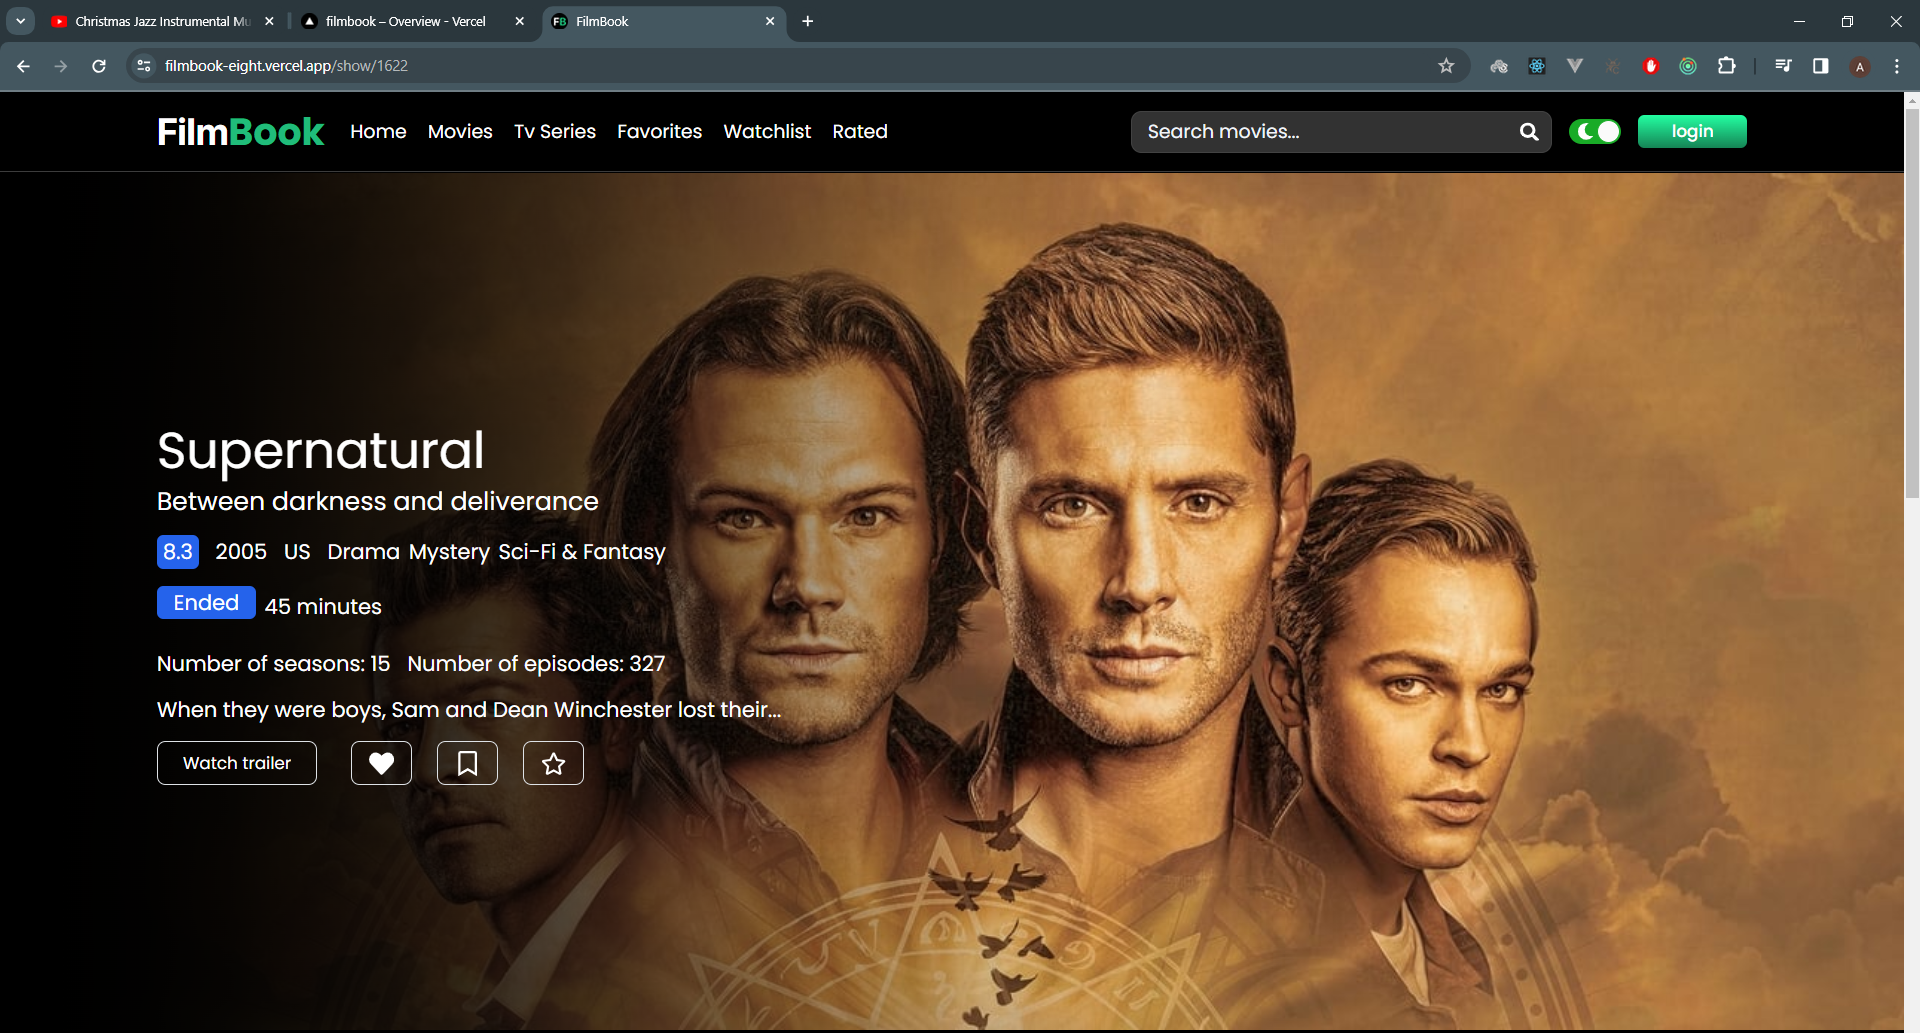 Christmas Jazz Instrumental Mu
filmbook – Overview - Vercel
FB FilmBook
filmbook-eight.vercel.app/show/1622
A
FilmBook Home Movies Tv Series Favorites Watchlist Rated
Search movies...
login
Supernatural
Between darkness and deliverance
8.3 2005 US Drama Mystery Sci-Fi & Fantasy
Ended 45 minutes
Number of seasons: 15 Number of episodes: 327
When they were boys, Sam and Dean Winchester lost their...
Watch trailer